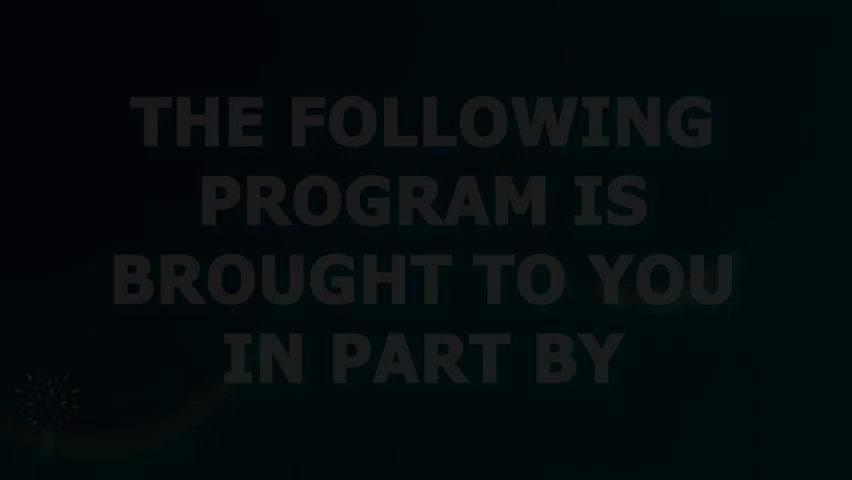 THE FOLLOWING
PROGRAM IS
BROUGHT TO YOU
IN PART BY